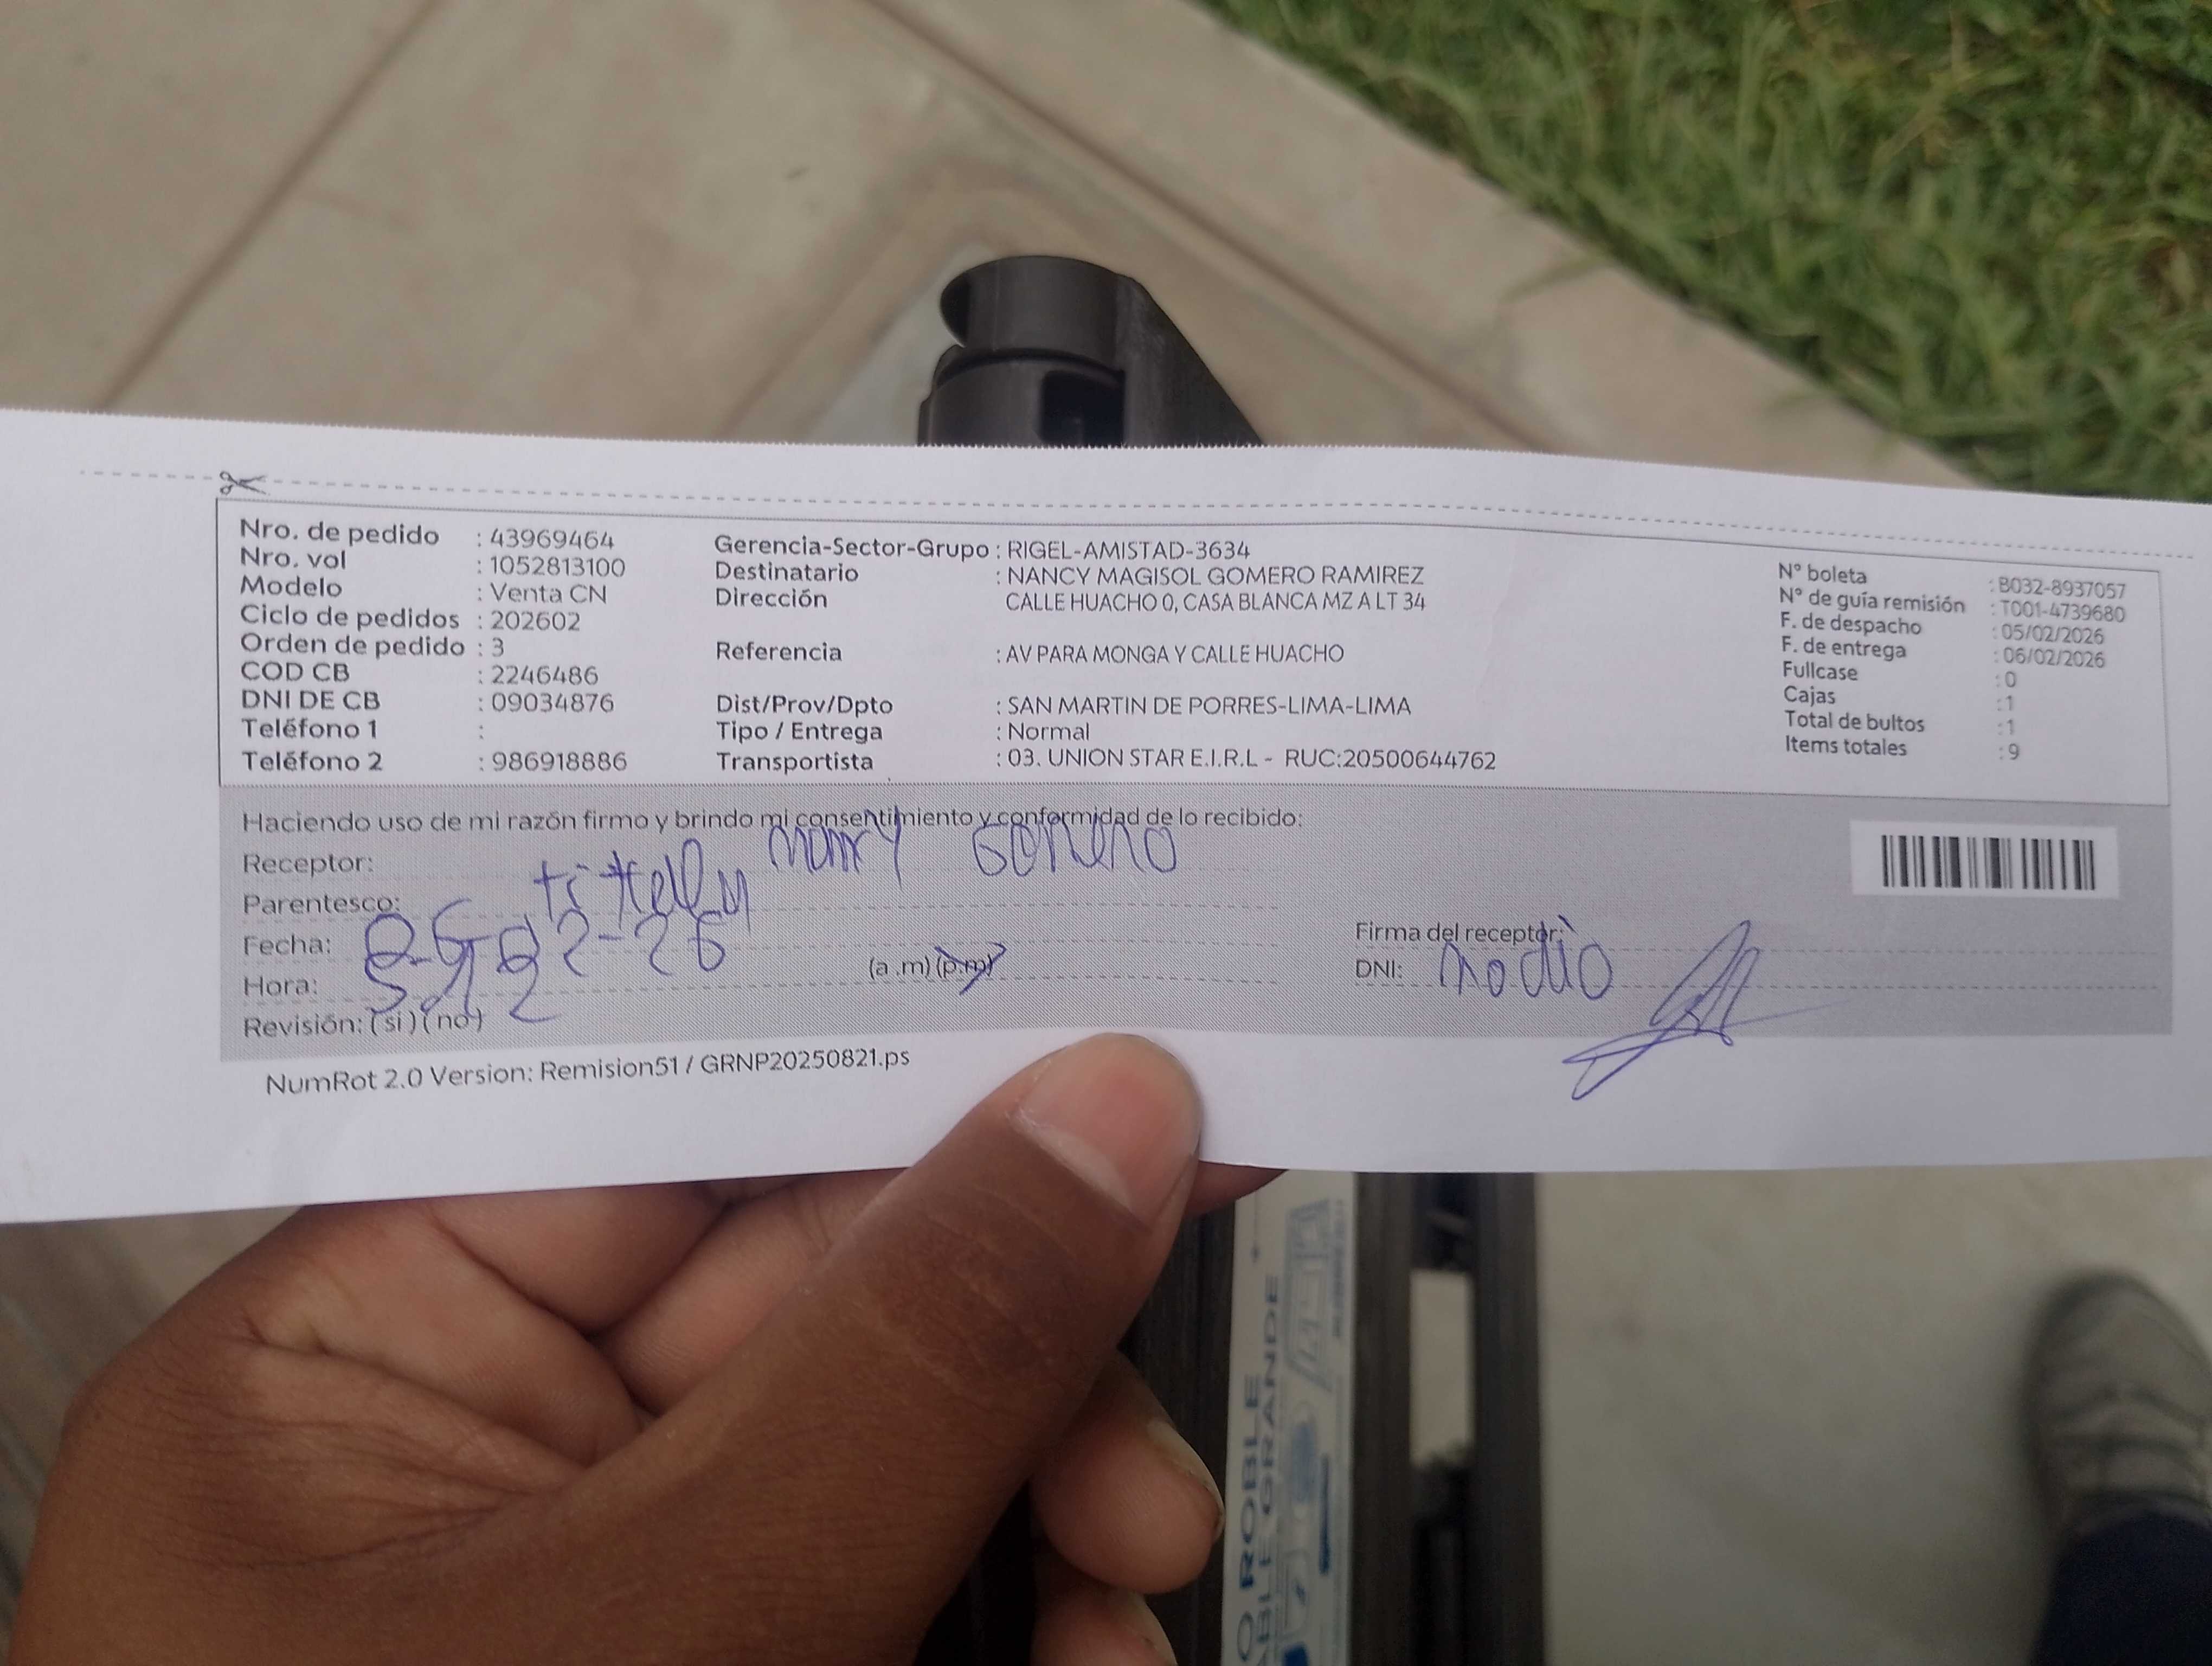 Nro. de pedido : 43969464
Nro. vol : 1052813100
Modelo : Venta CN
Ciclo de pedidos : 202602
Orden de pedido : 3
COD CB : 2246486
DNI DE CB : 09034876
Teléfono 1 :
Teléfono 2 : 986918886
Gerencia-Sector-Grupo : RIGEL-AMISTAD-3634
Destinatario : NANCY MAGISOL GOMERO RAMIREZ
Dirección CALLE HUACHO 0, CASA BLANCA MZ A LT 34
Referencia : AV PARA MONGA Y CALLE HUACHO
Dist/Prov/Dpto : SAN MARTIN DE PORRES-LIMA-LIMA
Tipo / Entrega : Normal
Transportista : 03. UNION STAR E.I.R.L - RUC:20500644762
N° boleta : B032-8937057
N° de guía remisión : T001-4739680
F. de despacho : 05/02/2026
F. de entrega : 06/02/2026
Fullcase : 0
Cajas : 1
Total de bultos : 1
Items totales : 9
Haciendo uso de mi razón firmo y brindo mi consentimiento y conformidad de lo recibido:
Receptor:
Parentesco: titular
Fecha:
Hora: (a.m) (p.m)
Revisión: (si) (no)
Firma del receptor:
DNI: no dio
NumRot 2.0 Version: Remision51 / GRNP20250821.ps
O ROBLE
ABLE GRANDE